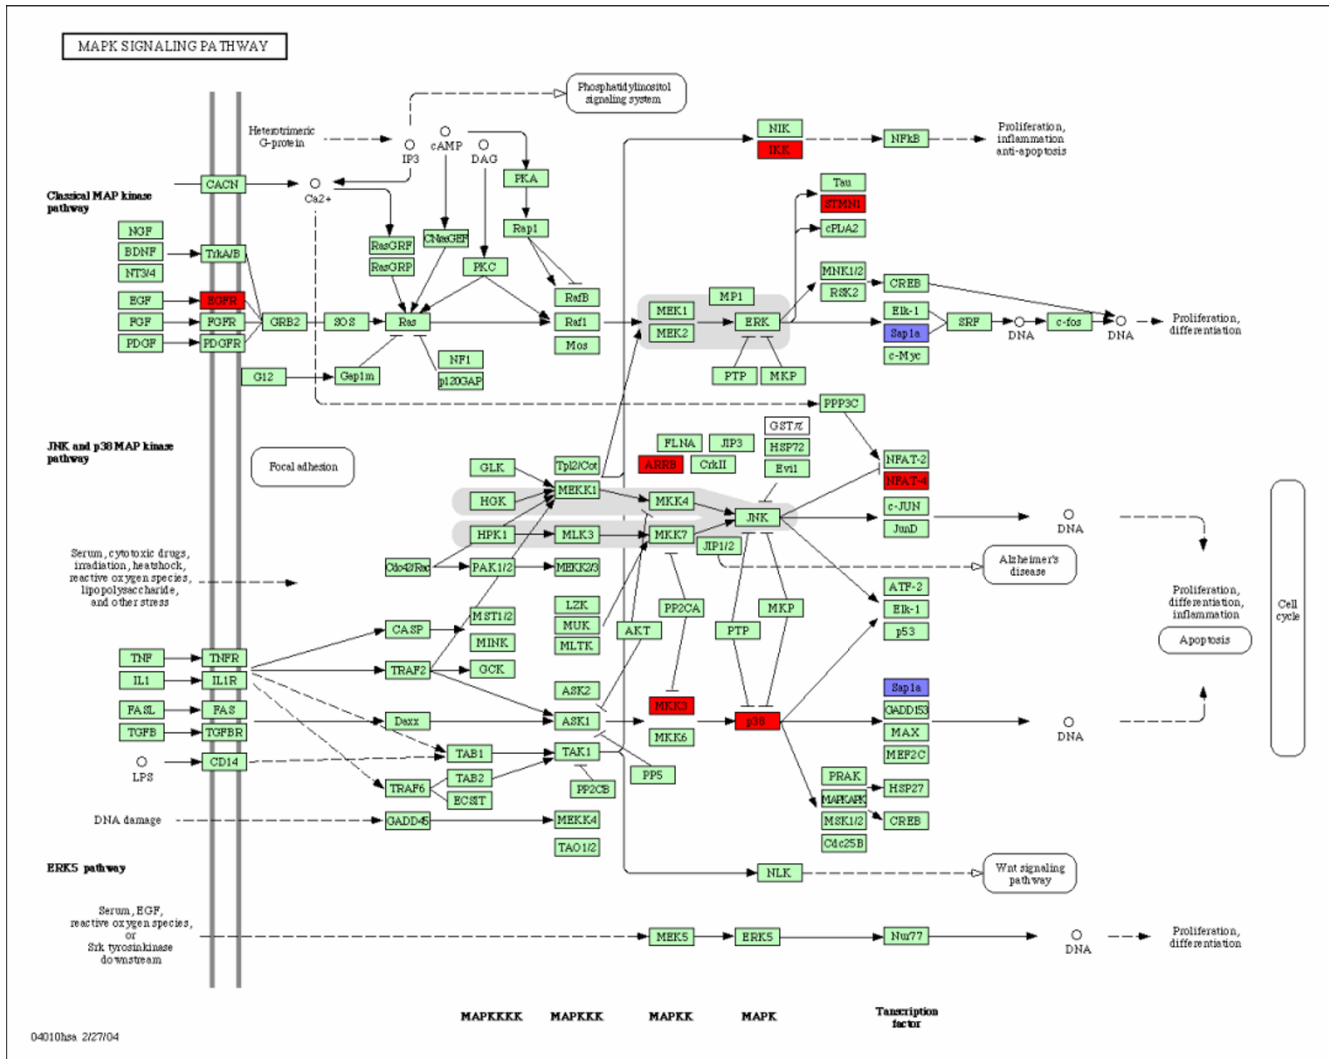 MAPK SIGNALING PATHWAY
Phosphatidylinositol
signaling system
Heterotrimeric
G-protein
IP3
cAMP
DAG
NIK
IKK
NFkB
Proliferation,
inflammation
anti-apoptosis
Classical MAP kinase
pathway
CACN
Ca2+
PKA
Tau
STMN1
cPLA2
NGF
BDNF
NT3/4
TrkA/B
RasGRF
RasGRP
CNrasGEF
PKC
Rap1
MNK1/2
RSK2
CREB
EGF
EGFR
FGF
FGFR
PDGF
PDGFR
GRB2
SOS
Ras
RafB
Raf1
Mos
MEK1
MEK2
MP1
ERK
Elk-1
Sap1a
c-Myc
SRF
DNA
c-fos
DNA
Proliferation,
differentiation
G12
Gap1m
NF1
p120GAP
PTP
MKP
PPP3C
JNK and p38 MAP kinase
pathway
Focal adhesion
GLK
HGK
HPK1
Tpl2/Cot
MEKK1
MLK3
FLNA
JIP3
ARRB
CrkII
GSTπ
HSP72
Evi1
MKK4
MKK7
JNK
JIP1/2
NFAT-2
NFAT-4
c-JUN
JunD
DNA
Serum, cytotoxic drugs,
irradiation, heatshock,
reactive oxygen species,
lipopolysaccharide,
and other stress
Cdc42/Rac
PAK1/2
MEKK2/3
Alzheimer's
disease
MST1/2
MINK
GCK
LZK
MUK
MLTK
AKT
PP2CA
PTP
MKP
ATF-2
Elk-1
p53
Proliferation,
differentiation,
inflammation
Apoptosis
Cell
cycle
CASP
TRAF2
TNF
TNFR
IL1
IL1R
FASL
FAS
TGFB
TGFBR
LPS
CD14
Daxx
ASK2
ASK1
MKK3
MKK6
p38
Sap1a
GADD153
MAX
MEF2C
DNA
TAB1
TAB2
ECSIT
TRAF6
TAK1
PP2CB
PP5
PRAK
MAPKAPK
MSK1/2
Cdc25B
HSP27
CREB
DNA damage
GADD45
MEKK4
TAO1/2
ERK5 pathway
NLK
Wnt signaling
pathway
Serum, EGF,
reactive oxygen species,
or
Srk tyrosinkinase
downstream
MEK5
ERK5
Nur77
DNA
Proliferation,
differentiation
MAPKKKK
MAPKKK
MAPKK
MAPK
Tanscription
factor
04010hsa 2/27/04